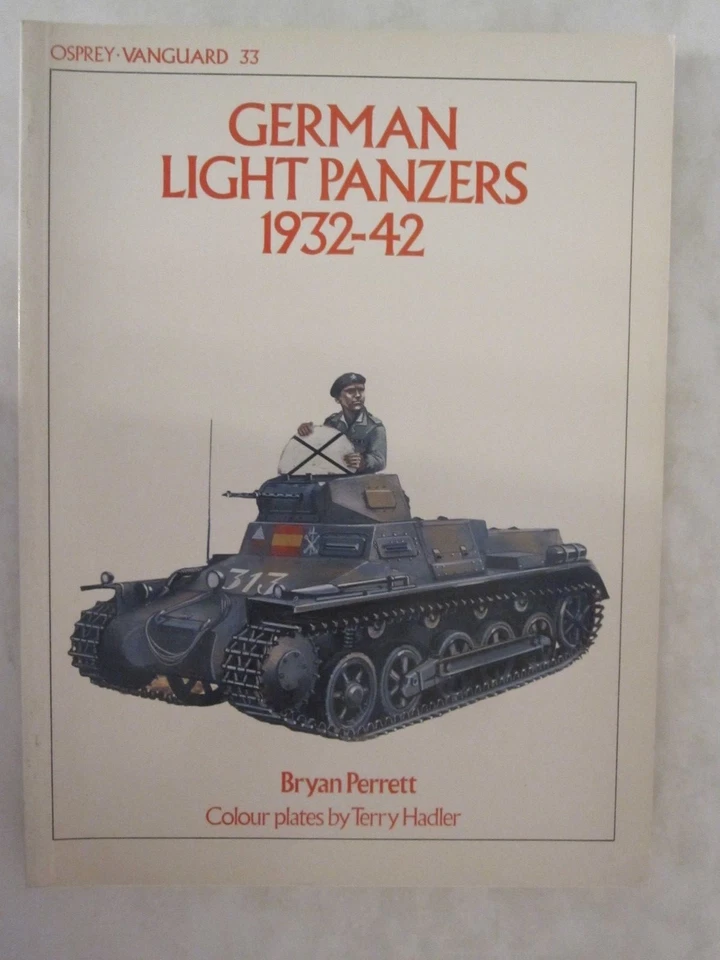 OSPREY · VANGUARD 33
GERMAN
LIGHT PANZERS
1932-42
313
Bryan Perrett
Colour plates by Terry Hadler